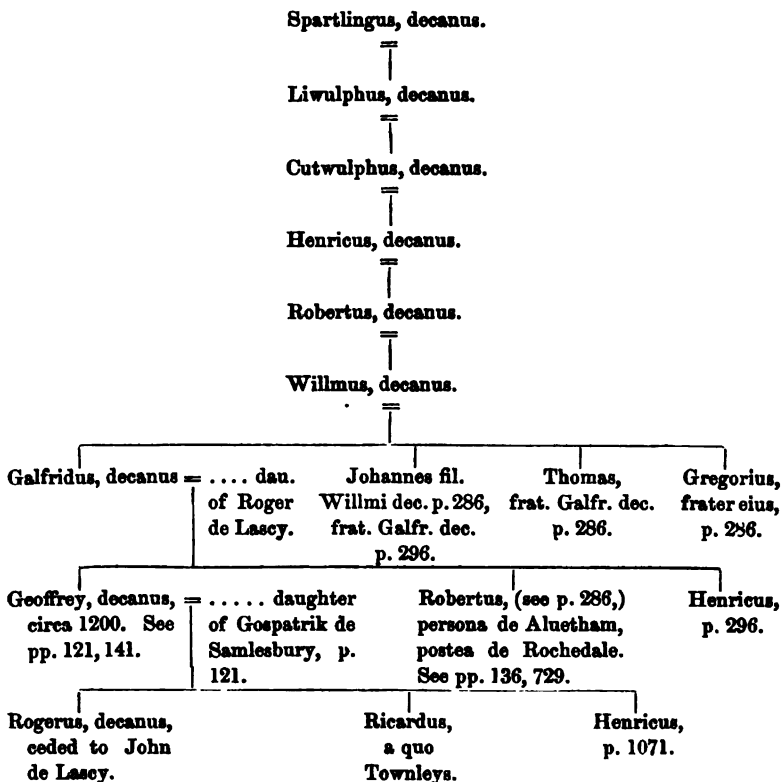 Spartlingus, decanus.
Liwulphus, decanus.
Cutwulphus, decanus.
Henricus, decanus.
Robertus, decanus.
Willmus, decanus.
Galfridus, decanus = .... dau.
of Roger
de Lascy.
Johannes fil.
Willmi dec. p. 286,
frat. Galfr. dec.
p. 296.
Thomas,
frat. Galfr. dec.
p. 286.
Gregorius,
frater eius,
p. 286.
Geoffrey, decanus,
circa 1200. See
pp. 121, 141.
= ..... daughter
of Gospatrik de
Samlesbury, p.
121.
Robertus, (see p. 286,)
persona de Aluetham,
postea de Rochedale.
See pp. 136, 729.
Henricus,
p. 296.
Rogerus, decanus,
ceded to John
de Lascy.
Ricardus,
a quo
Townleys.
Henricus,
p. 1071.